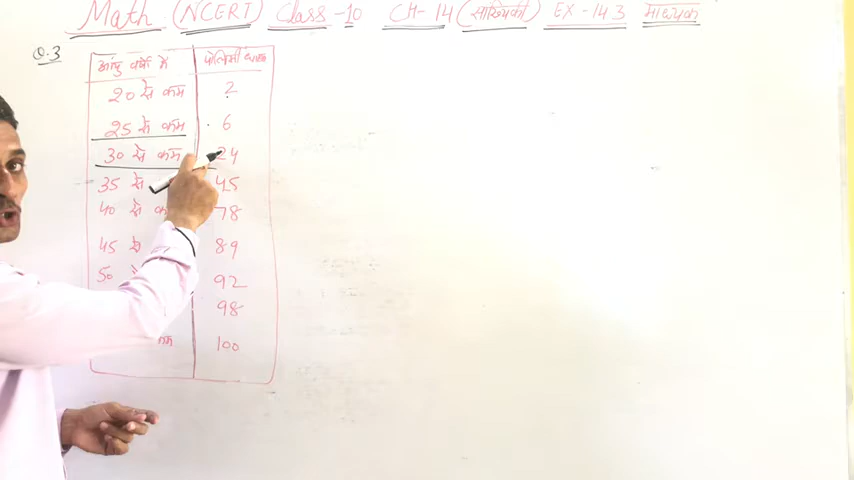 Math (NCERT) Class -10 CH- 14 (सांख्यिकी) EX - 14.3 माध्यक
Q.3
आयु वर्षो में
20 से कम 2
25 से कम 6
30 से कम 24
35 से 45
40 से 78
45 89
50 92
98
कम 100